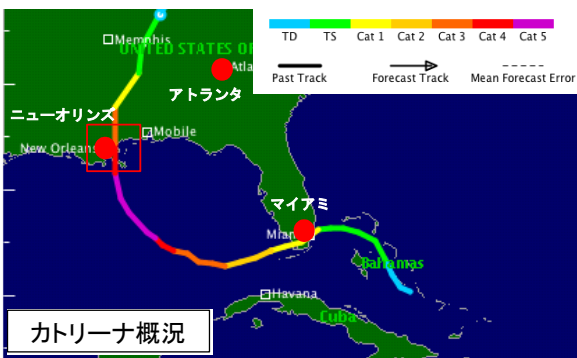 TD TS Cat 1 Cat 2 Cat 3 Cat 4 Cat 5
Past Track Forecast Track Mean Forecast Error
Memphis
UNITED STATES OF
Atla
アトランタ
ニューオリンズ
Mobile
New Orleans
マイアミ
Miami
Bahamas
Havana
Cuba
カトリーナ概況